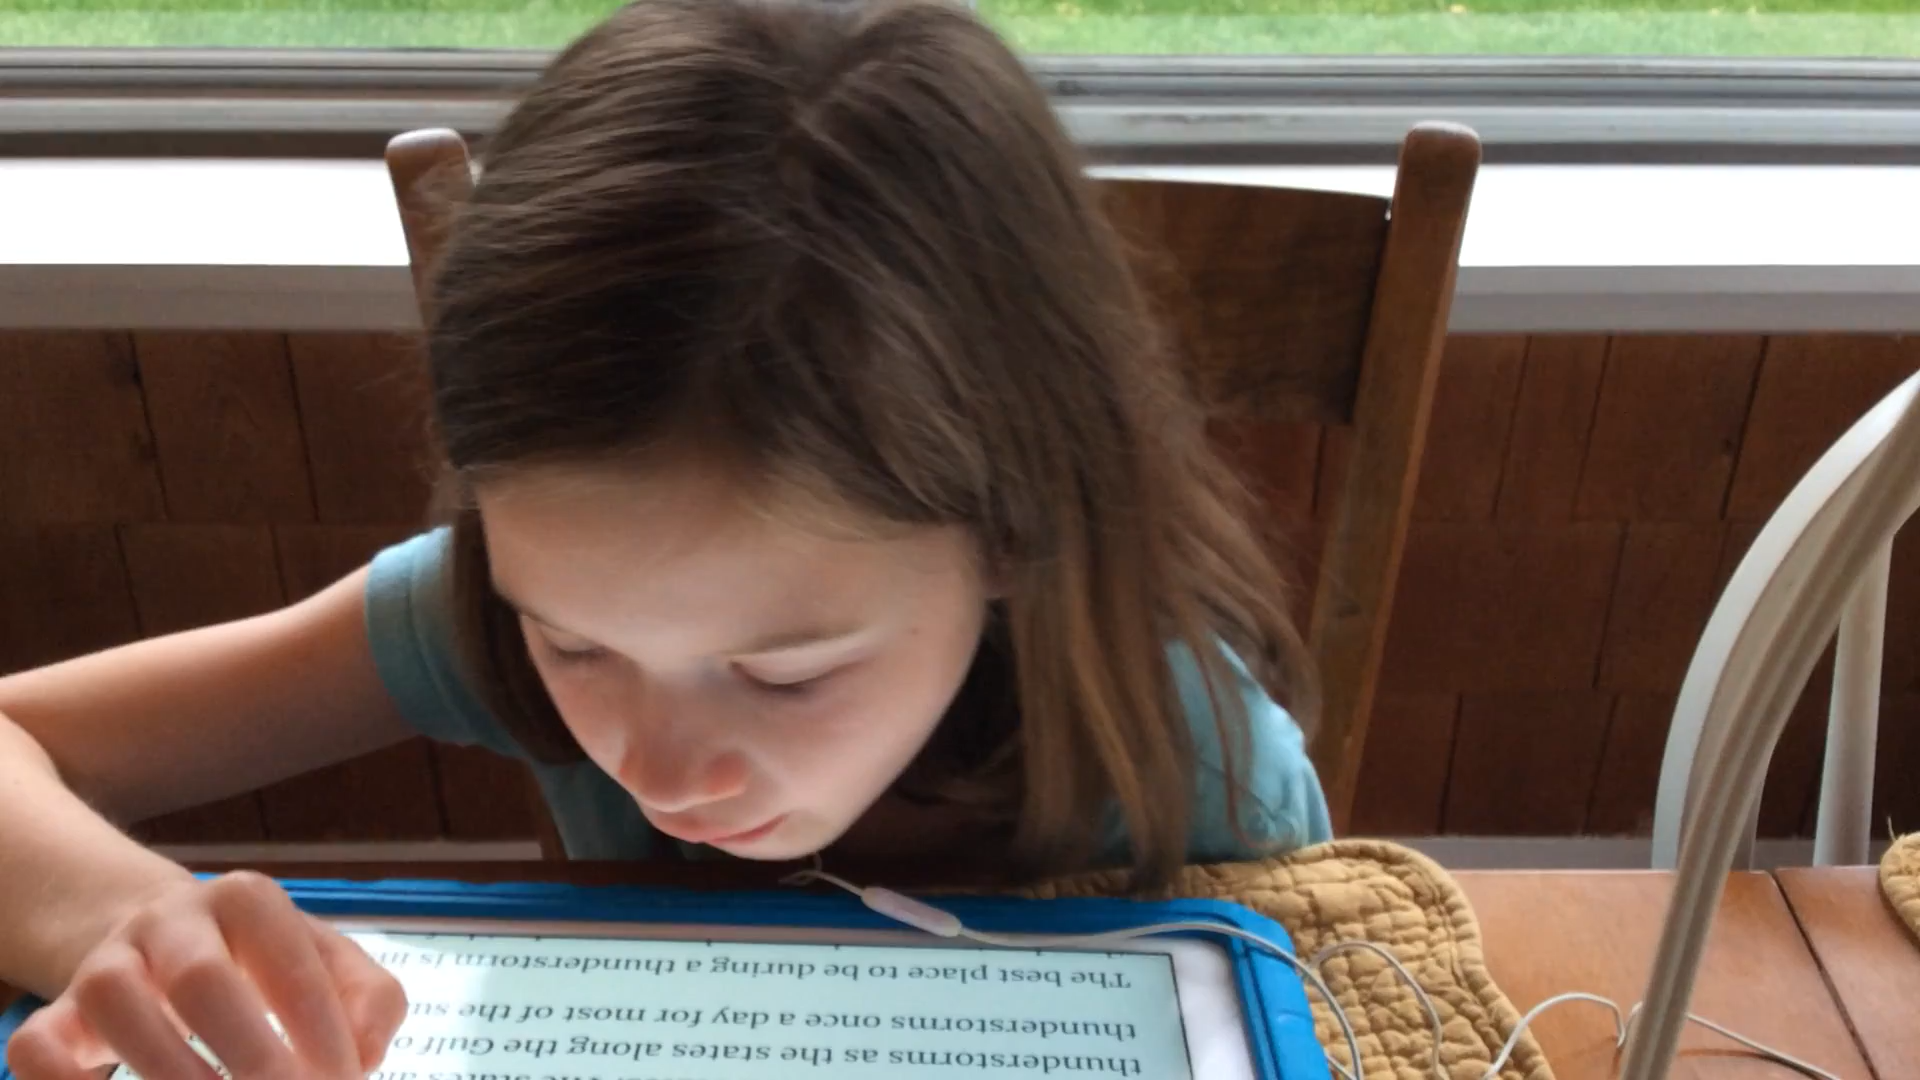 thunderstorms as the states along the Gulf
thunderstorms once a day for most of the
The best place to be during a thunderstorm is